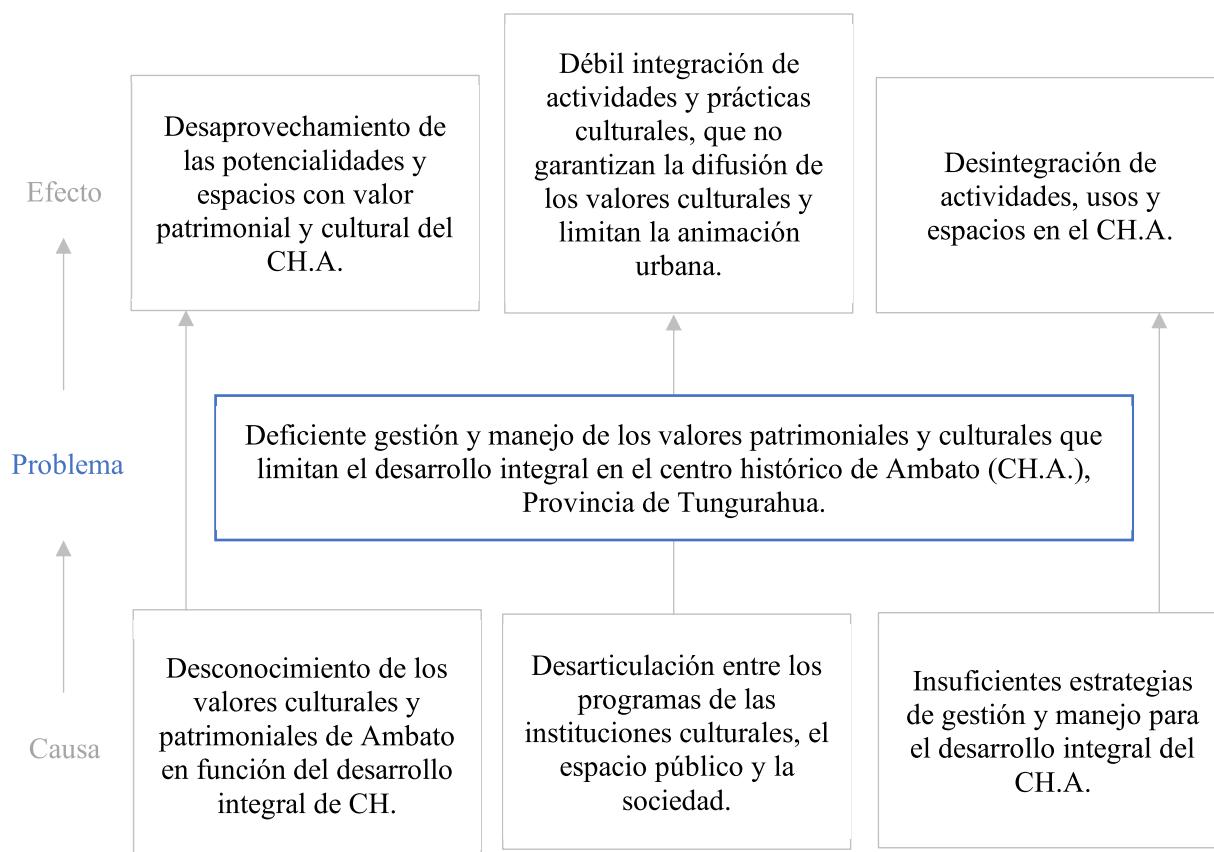 Efecto
Desaprovechamiento de
las potencialidades y
espacios con valor
patrimonial y cultural del
CH.A.
Débil integración de
actividades y prácticas
culturales, que no
garantizan la difusión de
los valores culturales y
limitan la animación
urbana.
Desintegración de
actividades, usos y
espacios en el CH.A.
Problema
Deficiente gestión y manejo de los valores patrimoniales y culturales que
limitan el desarrollo integral en el centro histórico de Ambato (CH.A.),
Provincia de Tungurahua.
Causa
Desconocimiento de los
valores culturales y
patrimoniales de Ambato
en función del desarrollo
integral de CH.
Desarticulación entre los
programas de las
instituciones culturales, el
espacio público y la
sociedad.
Insuficientes estrategias
de gestión y manejo para
el desarrollo integral del
CH.A.